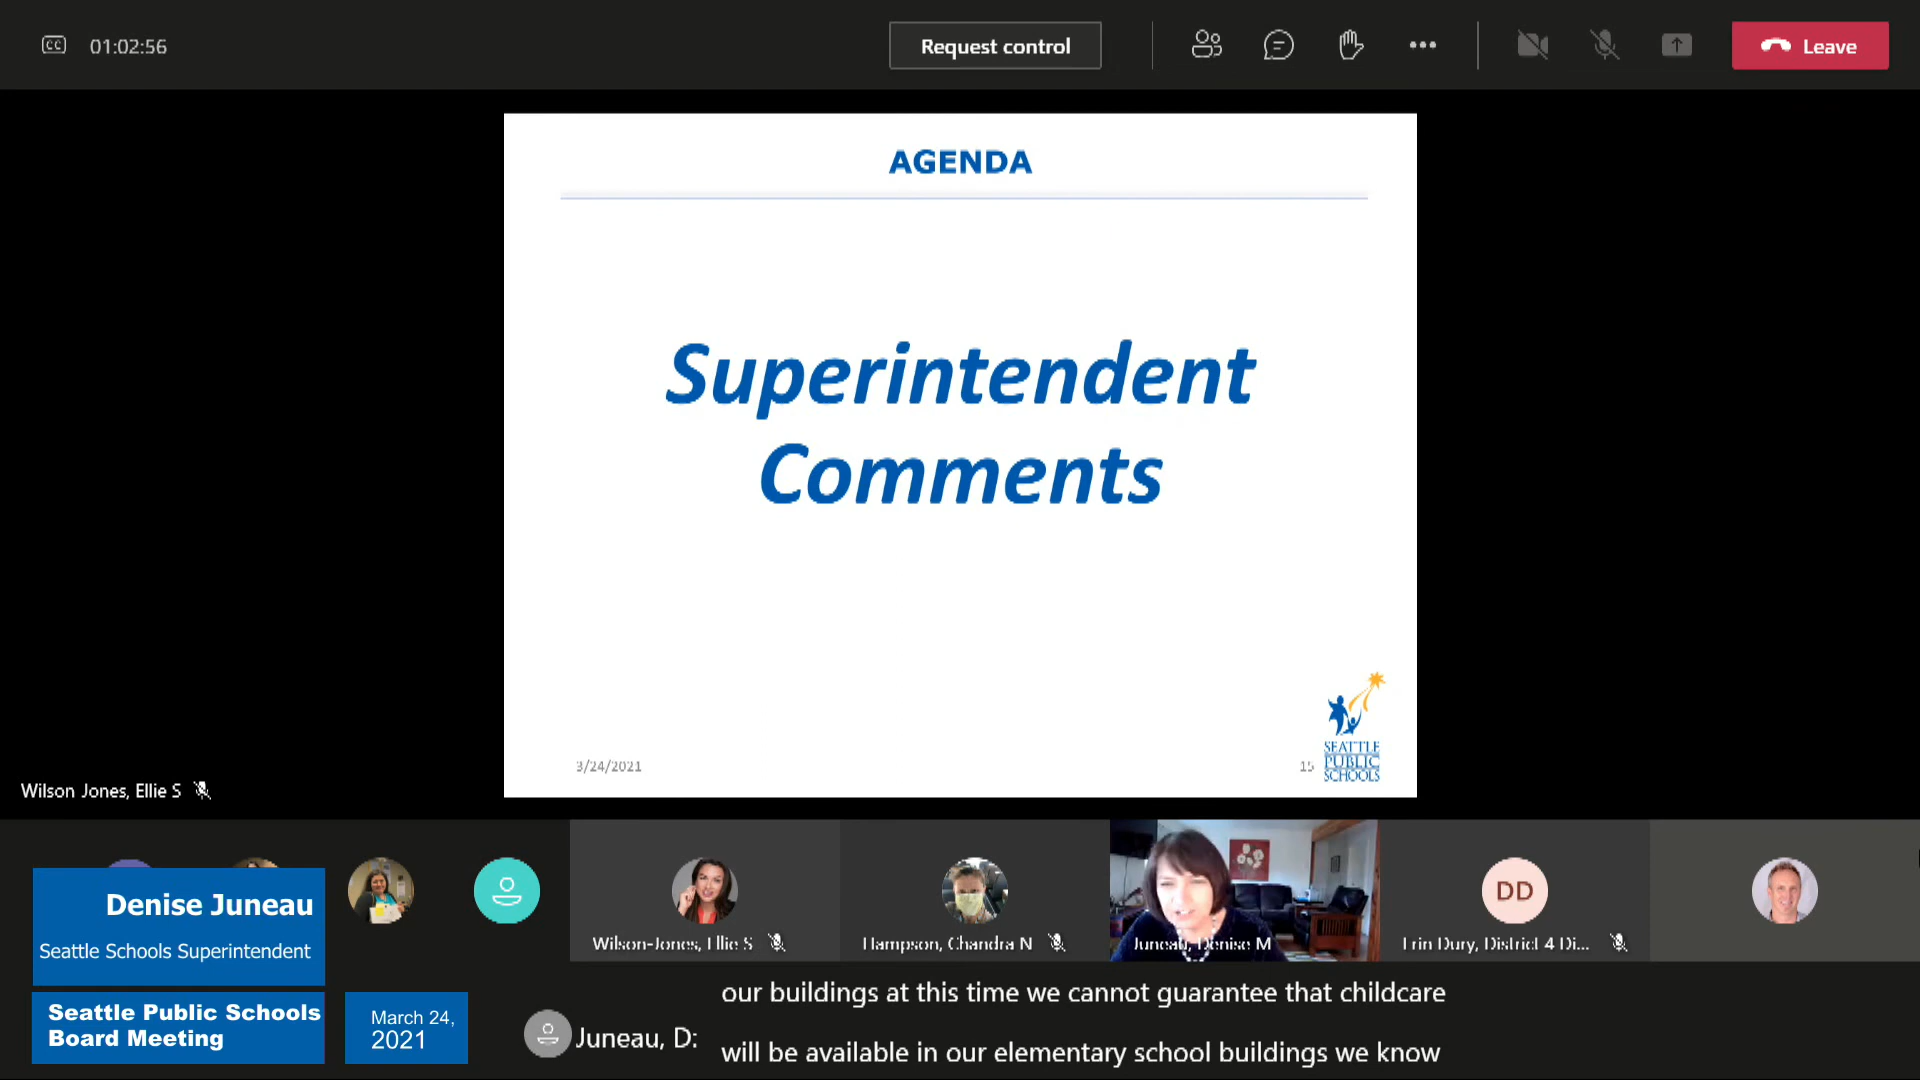 CC
01:02:56
Request control
Leave
AGENDA
Superintendent
Comments
3/24/2021
15
SEATTLE
PUBLIC
SCHOOLS
Wilson Jones, Ellie S
DD
Wilson-Jones, Ellie S
Hampson, Chandra N
Juneau, Denise M
Erin Dury, District 4 Di...
Denise Juneau
Seattle Schools Superintendent
Seattle Public Schools
Board Meeting
March 24,
2021
Juneau, D:
our buildings at this time we cannot guarantee that childcare
will be available in our elementary school buildings we know